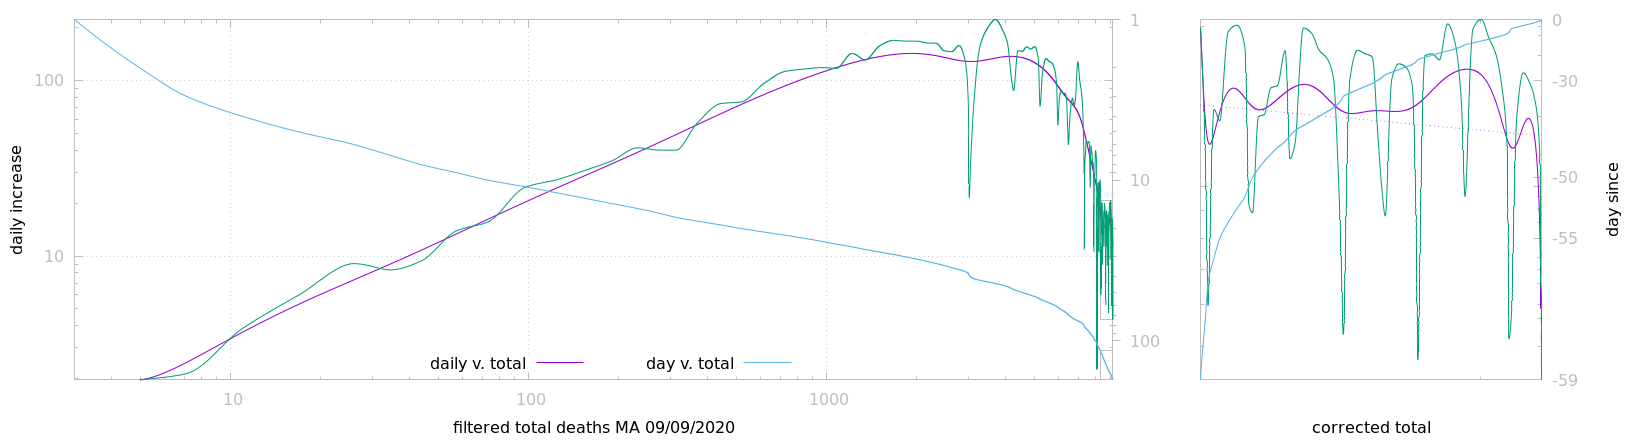 daily increase
100
10
daily v. total
day v. total
10
100
1000
filtered total deaths MA 09/09/2020
1
10
100
0
-30
-50
-55
-59
day since
corrected total